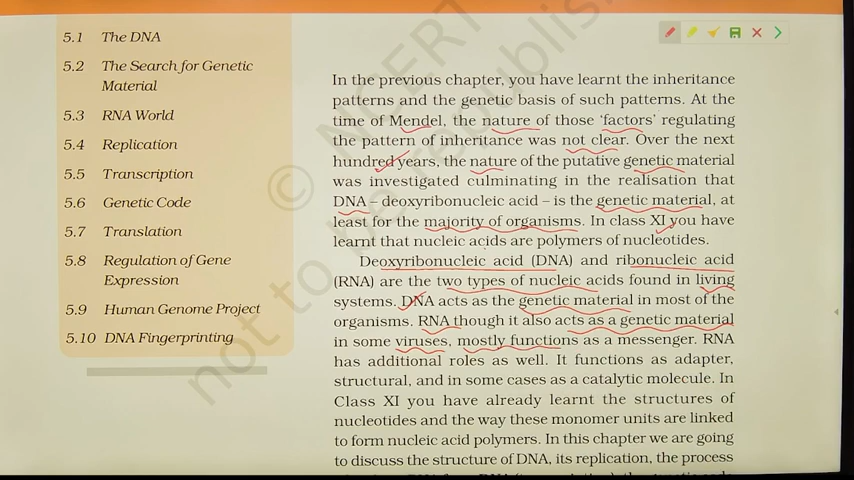 5.1 The DNA
5.2 The Search for Genetic
Material
5.3 RNA World
5.4 Replication
5.5 Transcription
5.6 Genetic Code
5.7 Translation
5.8 Regulation of Gene
Expression
5.9 Human Genome Project
5.10 DNA Fingerprinting
In the previous chapter, you have learnt the inheritance
patterns and the genetic basis of such patterns. At the
time of Mendel, the nature of those 'factors' regulating
the pattern of inheritance was not clear. Over the next
hundred years, the nature of the putative genetic material
was investigated culminating in the realisation that
DNA – deoxyribonucleic acid – is the genetic material, at
least for the majority of organisms. In class XI you have
learnt that nucleic acids are polymers of nucleotides.
Deoxyribonucleic acid (DNA) and ribonucleic acid
(RNA) are the two types of nucleic acids found in living
systems. DNA acts as the genetic material in most of the
organisms. RNA though it also acts as a genetic material
in some viruses, mostly functions as a messenger. RNA
has additional roles as well. It functions as adapter,
structural, and in some cases as a catalytic molecule. In
Class XI you have already learnt the structures of
nucleotides and the way these monomer units are linked
to form nucleic acid polymers. In this chapter we are going
to discuss the structure of DNA, its replication, the process
© NCERT
not to be republis